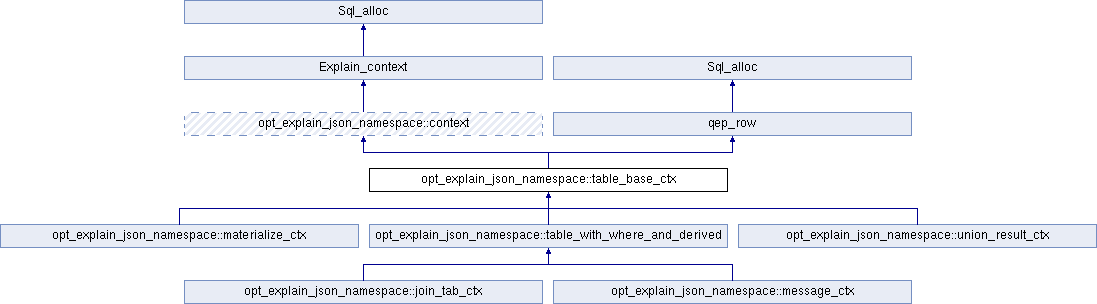 Sql_alloc
Explain_context
Sql_alloc
opt_explain_json_namespace::context
qep_row
opt_explain_json_namespace::table_base_ctx
opt_explain_json_namespace::materialize_ctx
opt_explain_json_namespace::table_with_where_and_derived
opt_explain_json_namespace::union_result_ctx
opt_explain_json_namespace::join_tab_ctx
opt_explain_json_namespace::message_ctx